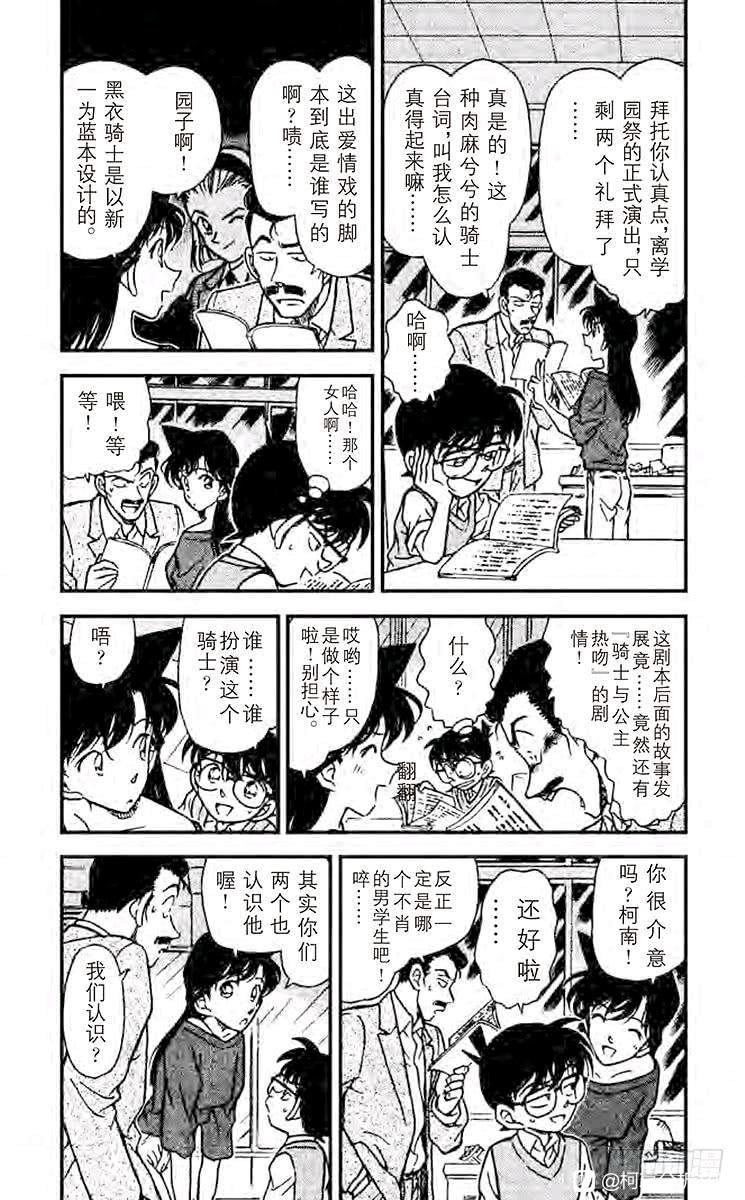 拜托你认真点，离学
园祭的正式演出，只
剩两个礼拜了
……
真是的！这
种肉麻兮兮的骑士
台词，叫我怎么认
真得起来嘛……
哈啊
……
这出爱情戏的脚
本到底是谁写的
啊？啧……
园子啊！
黑衣骑士是以新
一为蓝本设计的。
哈哈！那个
女人啊……
喂！等
等！
这剧本后面的故事发
展竟……竟然还有
『骑士与公主
热吻』的剧
情！
什么？
翻
翻
哎哟……只
是做个样子
啦！别担心。
谁……谁
扮演这个
骑士？
唔？
你很介意
吗？柯南！
还好啦
……
反正一
定是哪
个不肖
的男学生吧！
啐……
其实你们
两个也
认识他
喔！
我们认识？